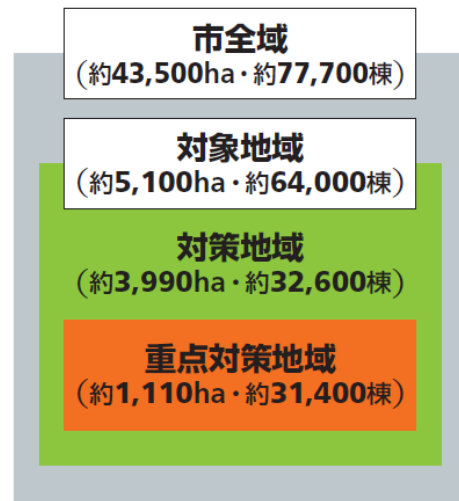 市全域
（約43,500ha・約77,700棟）
対象地域
（約5,100ha・約64,000棟）
対策地域
（約3,990ha・約32,600棟）
重点対策地域
（約1,110ha・約31,400棟）